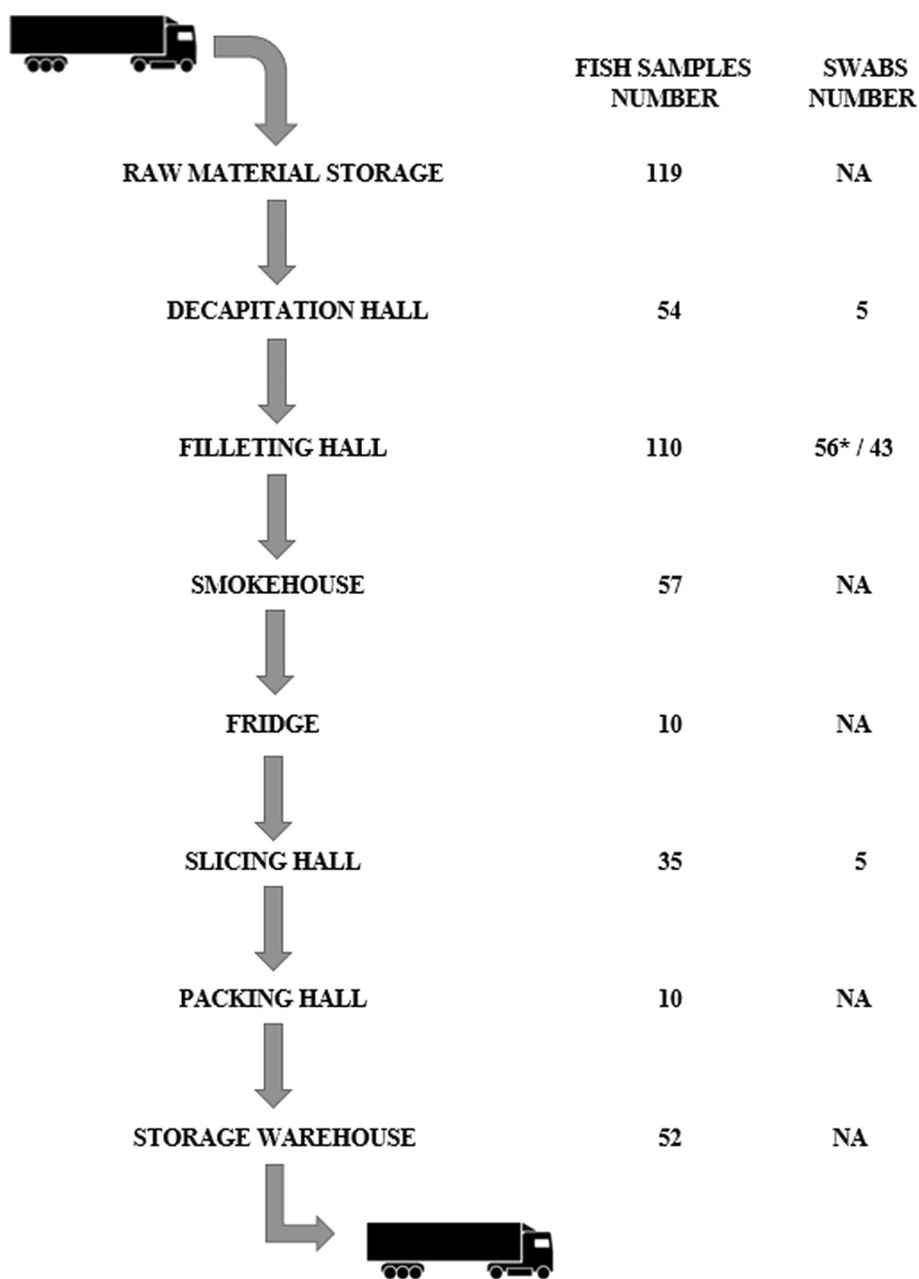 FISH SAMPLES NUMBER SWABS NUMBER
RAW MATERIAL STORAGE 119 NA
DECAPITATION HALL 54 5
FILLETING HALL 110 56* / 43
SMOKEHOUSE 57 NA
FRIDGE 10 NA
SLICING HALL 35 5
PACKING HALL 10 NA
STORAGE WAREHOUSE 52 NA